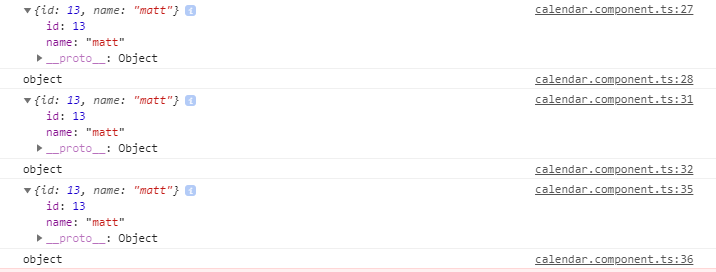 ▼{id: 13, name: "matt"} i calendar.component.ts:27
id: 13
name: "matt"
▶__proto__: Object
object calendar.component.ts:28
▼{id: 13, name: "matt"} i calendar.component.ts:31
id: 13
name: "matt"
▶__proto__: Object
object calendar.component.ts:32
▼{id: 13, name: "matt"} i calendar.component.ts:35
id: 13
name: "matt"
▶__proto__: Object
object calendar.component.ts:36